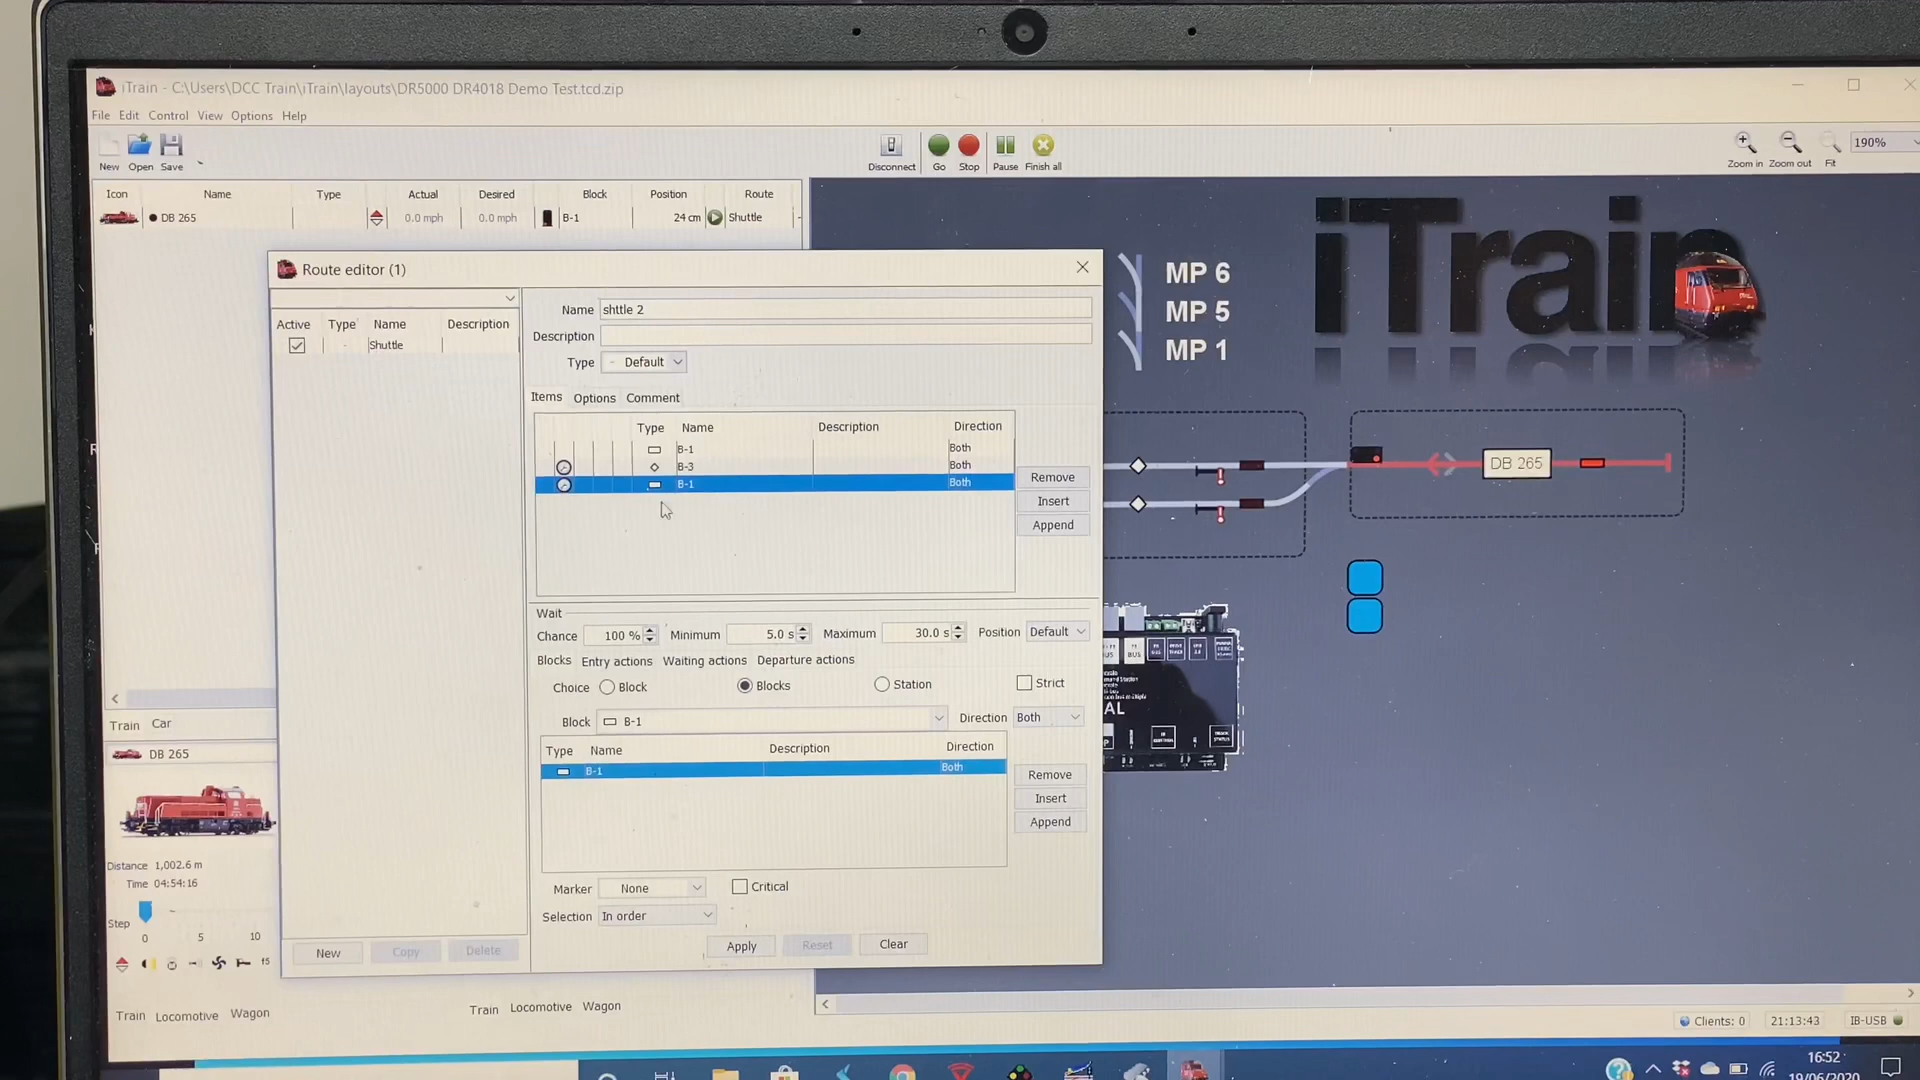 iTrain - C:\Users\DCC Train\iTrain\layouts\DR5000 DR4018 Demo Test.tcd.zip
File Edit Control View Options Help
New Open Save
Disconnect Go Stop Pause Finish all
Zoom in Zoom out Fit
190%
Icon Name Type Actual Desired Block Position Route
DB 265 0.0 mph 0.0 mph B-1 24 cm Shuttle
iTrain
MP 6
MP 5
MP 1
DB 265
Route editor (1)
Active Type Name Description
Shuttle
Name shttle 2
Description
Type - Default
Items Options Comment
Type Name Description Direction
B-1 Both
B-3 Both
B-1 Both
Remove
Insert
Append
Wait
Chance 100 % Minimum 5.0 s Maximum 30.0 s Position Default
Blocks Entry actions Waiting actions Departure actions
Choice Block Blocks Station Strict
Block B-1 Direction Both
Type Name Description Direction
B-1 Both
Remove
Insert
Append
Marker None Critical
Selection In order
New Copy Delete
Apply Reset Clear
Train Car
DB 265
Distance 1,002.6 m
Time 04:54:16
Step
0 5 10
f5
Train Locomotive Wagon
Train Locomotive Wagon
BUS
BUS
AL
Clients: 0 21:13:43 IB-USB
16:52
19/06/2020